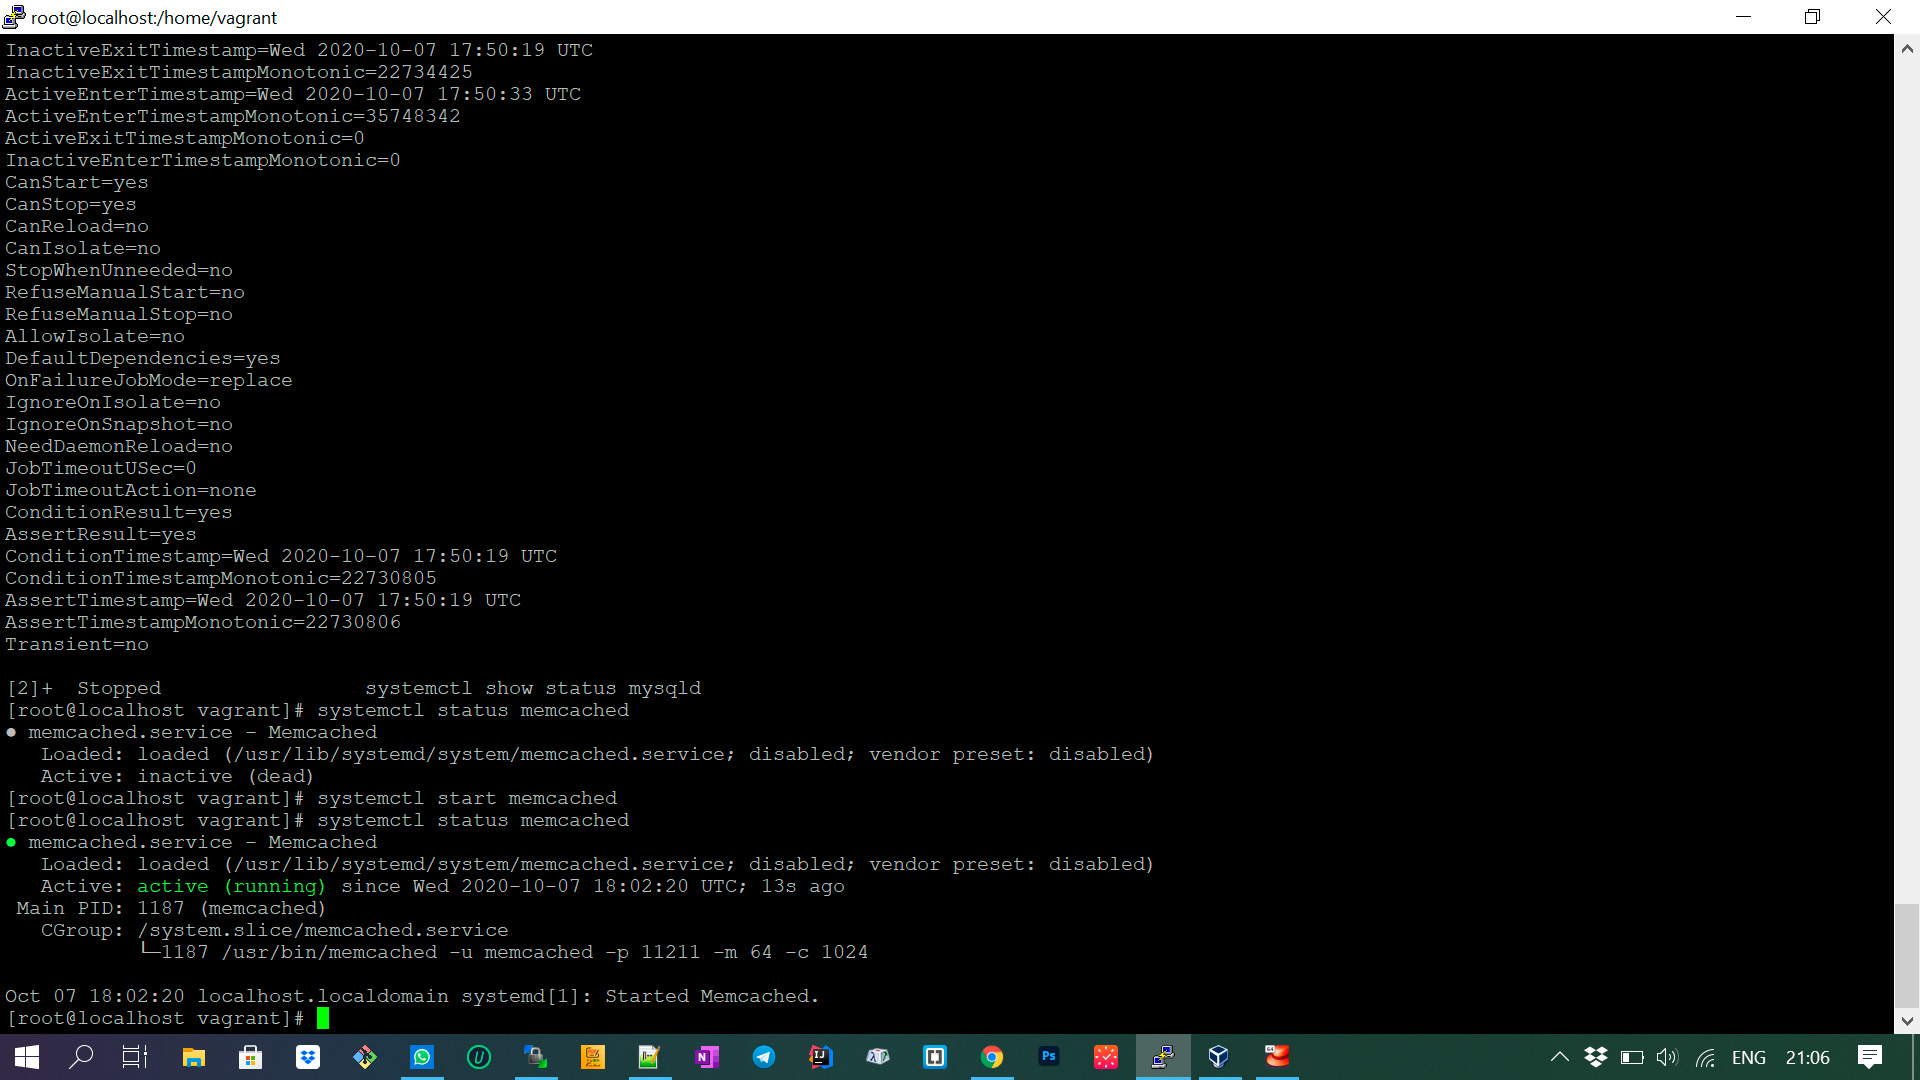 root@localhost:/home/vagrant
InactiveExitTimestamp=Wed 2020-10-07 17:50:19 UTC
InactiveExitTimestampMonotonic=22734425
ActiveEnterTimestamp=Wed 2020-10-07 17:50:33 UTC
ActiveEnterTimestampMonotonic=35748342
ActiveExitTimestampMonotonic=0
InactiveEnterTimestampMonotonic=0
CanStart=yes
CanStop=yes
CanReload=no
CanIsolate=no
StopWhenUnneeded=no
RefuseManualStart=no
RefuseManualStop=no
AllowIsolate=no
DefaultDependencies=yes
OnFailureJobMode=replace
IgnoreOnIsolate=no
IgnoreOnSnapshot=no
NeedDaemonReload=no
JobTimeoutUSec=0
JobTimeoutAction=none
ConditionResult=yes
AssertResult=yes
ConditionTimestamp=Wed 2020-10-07 17:50:19 UTC
ConditionTimestampMonotonic=22730805
AssertTimestamp=Wed 2020-10-07 17:50:19 UTC
AssertTimestampMonotonic=22730806
Transient=no
[2]+  Stopped                 systemctl show status mysqld
[root@localhost vagrant]# systemctl status memcached
● memcached.service - Memcached
   Loaded: loaded (/usr/lib/systemd/system/memcached.service; disabled; vendor preset: disabled)
   Active: inactive (dead)
[root@localhost vagrant]# systemctl start memcached
[root@localhost vagrant]# systemctl status memcached
● memcached.service - Memcached
   Loaded: loaded (/usr/lib/systemd/system/memcached.service; disabled; vendor preset: disabled)
   Active: active (running) since Wed 2020-10-07 18:02:20 UTC; 13s ago
 Main PID: 1187 (memcached)
   CGroup: /system.slice/memcached.service
           └─1187 /usr/bin/memcached -u memcached -p 11211 -m 64 -c 1024
Oct 07 18:02:20 localhost.localdomain systemd[1]: Started Memcached.
[root@localhost vagrant]#
ENG 21:06